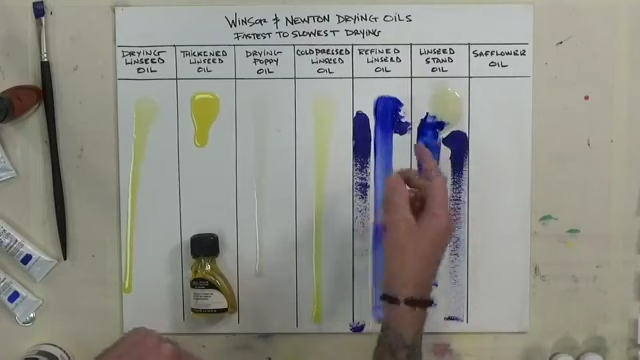 WINSOR & NEWTON DRYING OILS
FASTEST TO SLOWEST DRYING
DRYING LINSEED OIL
THICKENED LINSEED OIL
DRYING POPPY OIL
COLD PRESSED LINSEED OIL
REFINED LINSEED OIL
LINSEED STAND OIL
SAFFLOWER OIL